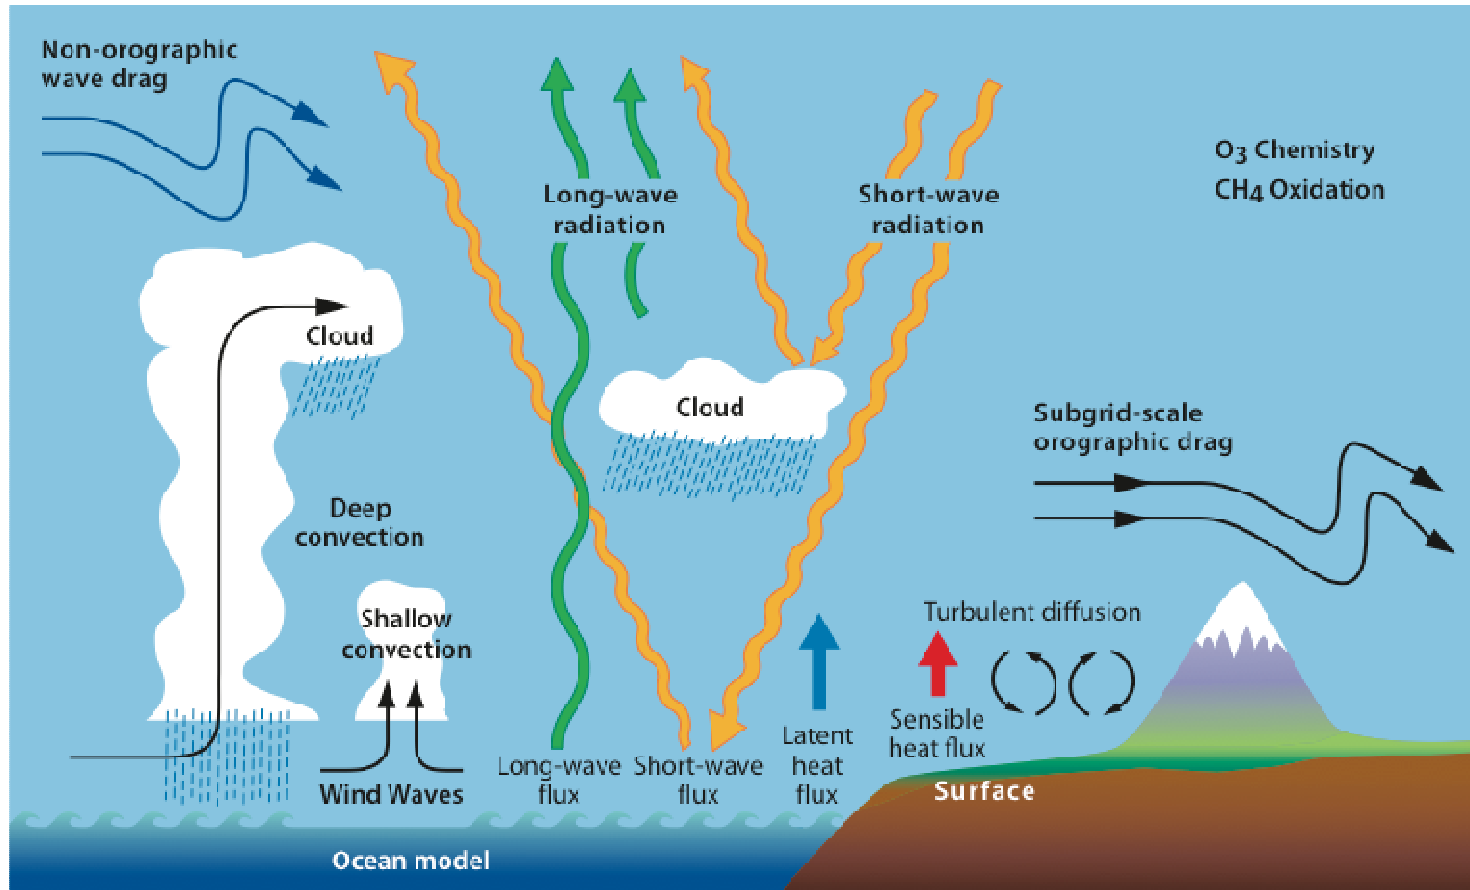 Non-orographic
wave drag
Long-wave
radiation
Short-wave
radiation
O3 Chemistry
CH4 Oxidation
Cloud
Cloud
Subgrid-scale
orographic drag
Deep
convection
Shallow
convection
Turbulent diffusion
Wind Waves
Long-wave
flux
Short-wave
flux
Latent
heat
flux
Sensible
heat flux
Surface
Ocean model